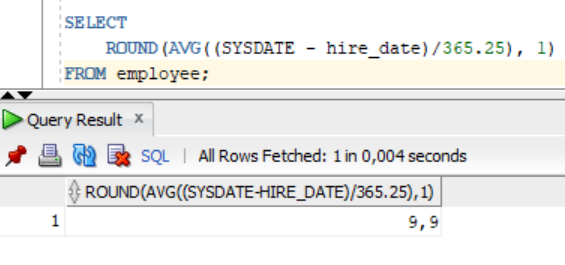 SELECT
ROUND(AVG((SYSDATE - hire_date)/365.25), 1)
FROM employee;
Query Result x
SQL | All Rows Fetched: 1 in 0,004 seconds
ROUND(AVG((SYSDATE-HIRE_DATE)/365.25),1)
1 9,9